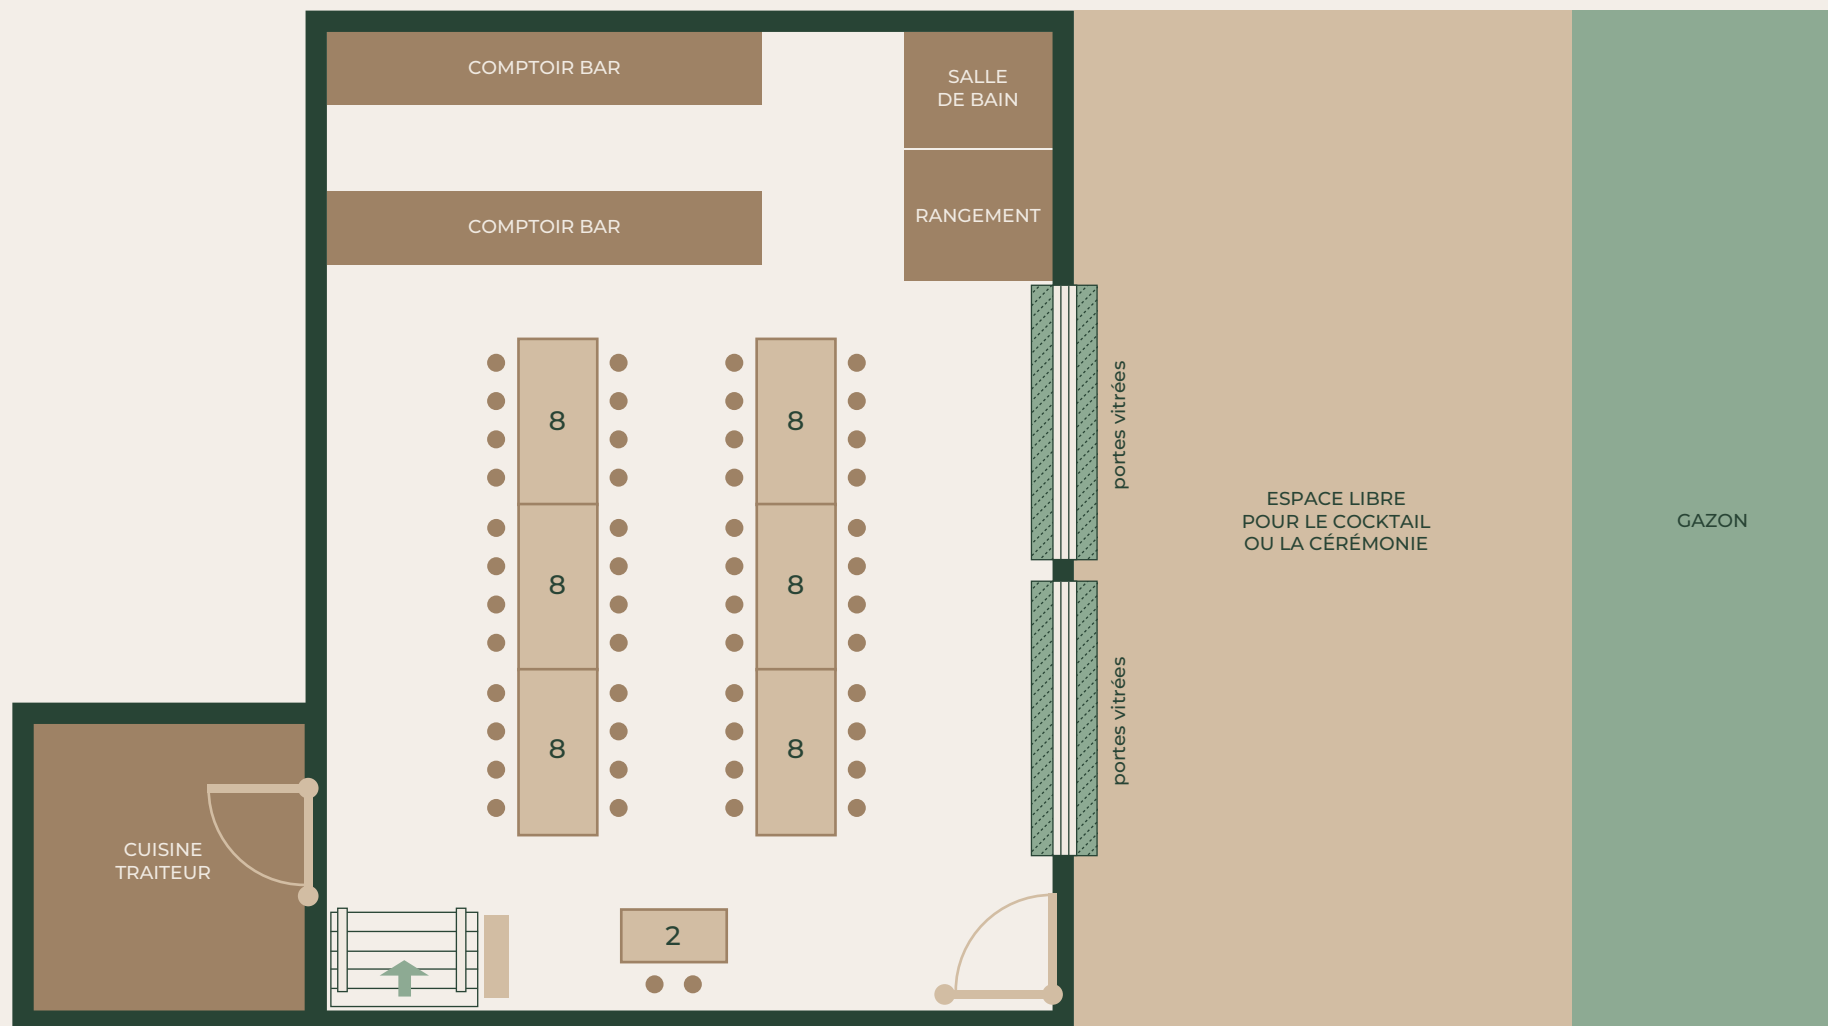 COMPTOIR BAR
SALLE
DE BAIN
COMPTOIR BAR
RANGEMENT
portes vitrées
8
8
8
8
8
8
portes vitrées
ESPACE LIBRE
POUR LE COCKTAIL
OU LA CÉRÉMONIE
GAZON
CUISINE
TRAITEUR
2